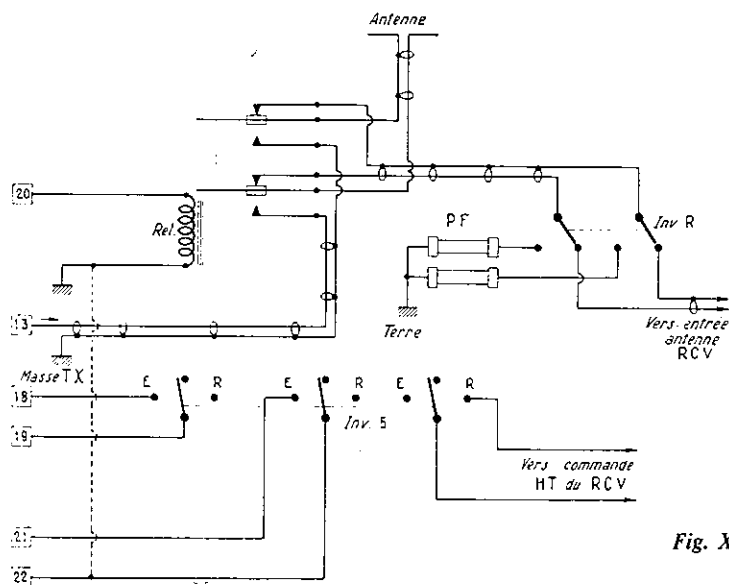 Antenne
20
Rel.
PF
Inv R
Terre
13
Vers entrée
antenne
RCV
Masse TX
E R E R E R
18
Inv. 5
19
Vers commande
HT du RCV
21
22
Fig. X